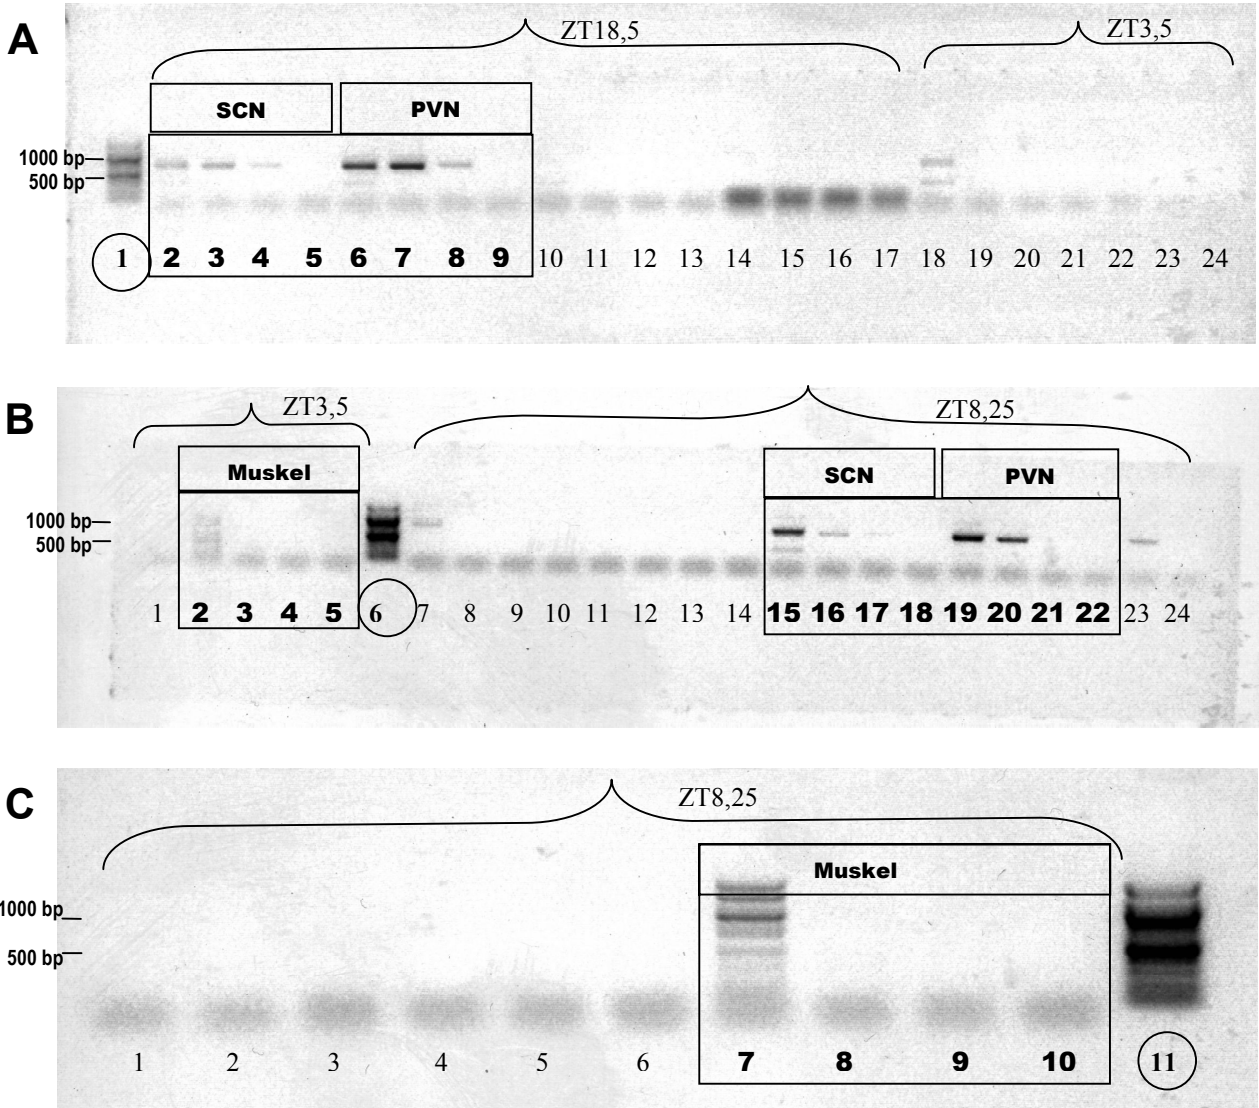 A
ZT18,5
ZT3,5
SCN
PVN
1000 bp
500 bp
1 2 3 4 5 6 7 8 9 10 11 12 13 14 15 16 17 18 19 20 21 22 23 24
B
ZT3,5
ZT8,25
Muskel
SCN
PVN
1000 bp
500 bp
1 2 3 4 5 6 7 8 9 10 11 12 13 14 15 16 17 18 19 20 21 22 23 24
C
ZT8,25
Muskel
1000 bp
500 bp
1 2 3 4 5 6 7 8 9 10 11